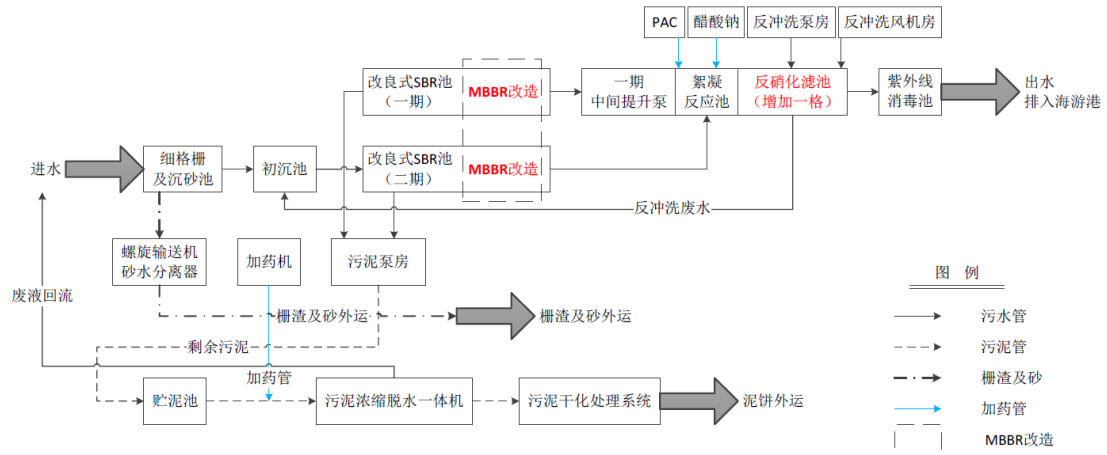 PAC
醋酸钠
反冲洗泵房
反冲洗风机房
改良式SBR池
（一期）
MBBR改造
一期
中间提升泵
絮凝
反应池
反硝化滤池
（增加一格）
紫外线
消毒池
出水
排入海游港
进水
细格栅
及沉砂池
初沉池
改良式SBR池
（二期）
MBBR改造
反冲洗废水
螺旋输送机
砂水分离器
加药机
污泥泵房
废液回流
栅渣及砂外运
栅渣及砂外运
剩余污泥
加药管
贮泥池
污泥浓缩脱水一体机
污泥干化处理系统
泥饼外运
图 例
污水管
污泥管
栅渣及砂
加药管
MBBR改造